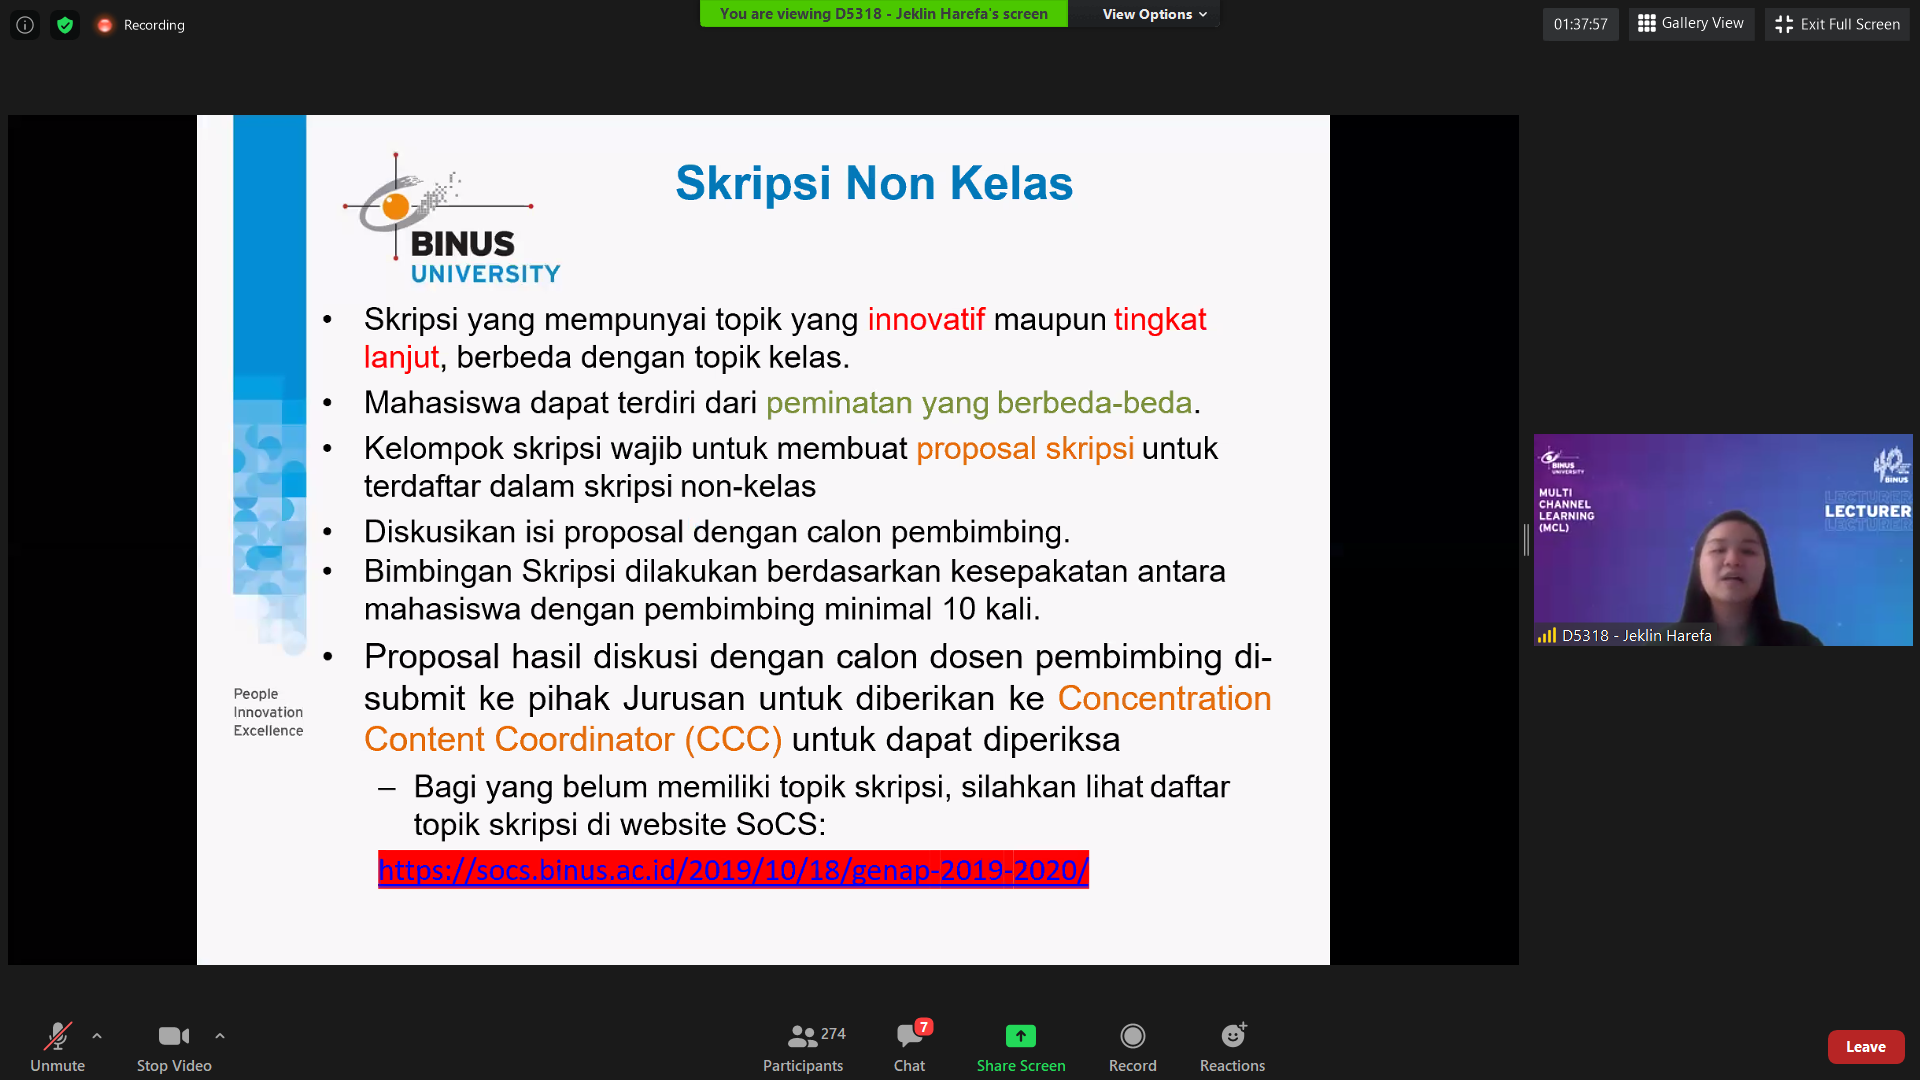 Recording
You are viewing D5318 - Jeklin Harefa's screen
View Options
01:37:57
Gallery View
Exit Full Screen
BINUS
UNIVERSITY
Skripsi Non Kelas
• Skripsi yang mempunyai topik yang innovatif maupun tingkat
lanjut, berbeda dengan topik kelas.
• Mahasiswa dapat terdiri dari peminatan yang berbeda-beda.
• Kelompok skripsi wajib untuk membuat proposal skripsi untuk
terdaftar dalam skripsi non-kelas
• Diskusikan isi proposal dengan calon pembimbing.
• Bimbingan Skripsi dilakukan berdasarkan kesepakatan antara
mahasiswa dengan pembimbing minimal 10 kali.
• Proposal hasil diskusi dengan calon dosen pembimbing di-
submit ke pihak Jurusan untuk diberikan ke Concentration
Content Coordinator (CCC) untuk dapat diperiksa
– Bagi yang belum memiliki topik skripsi, silahkan lihat daftar
topik skripsi di website SoCS:
https://socs.binus.ac.id/2019/10/18/genap-2019-2020/
People
Innovation
Excellence
BINUS
UNIVERSITY
MULTI
CHANNEL
LEARNING
(MCL)
BINUS
LECTURER
LECTURER
LECTURER
D5318 - Jeklin Harefa
Unmute
Stop Video
274
Participants
7
Chat
Share Screen
Record
Reactions
Leave